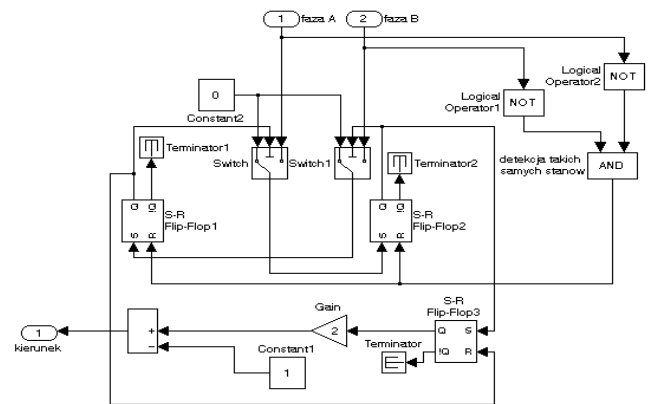 1 faza A 2 faza B
Logical
Operator2
NOT
Logical
Operator1
NOT
0
Constant2
Terminator1
Switch
Switch1
Terminator2
detekcja takich
samych stanow
AND
Q !Q
S R
S-R
Flip-Flop1
Q !Q
S R
S-R
Flip-Flop2
S-R
Flip-Flop3
Gain
2
Q S
!Q R
Terminator
1
kierunek
+
−
Constant1
1